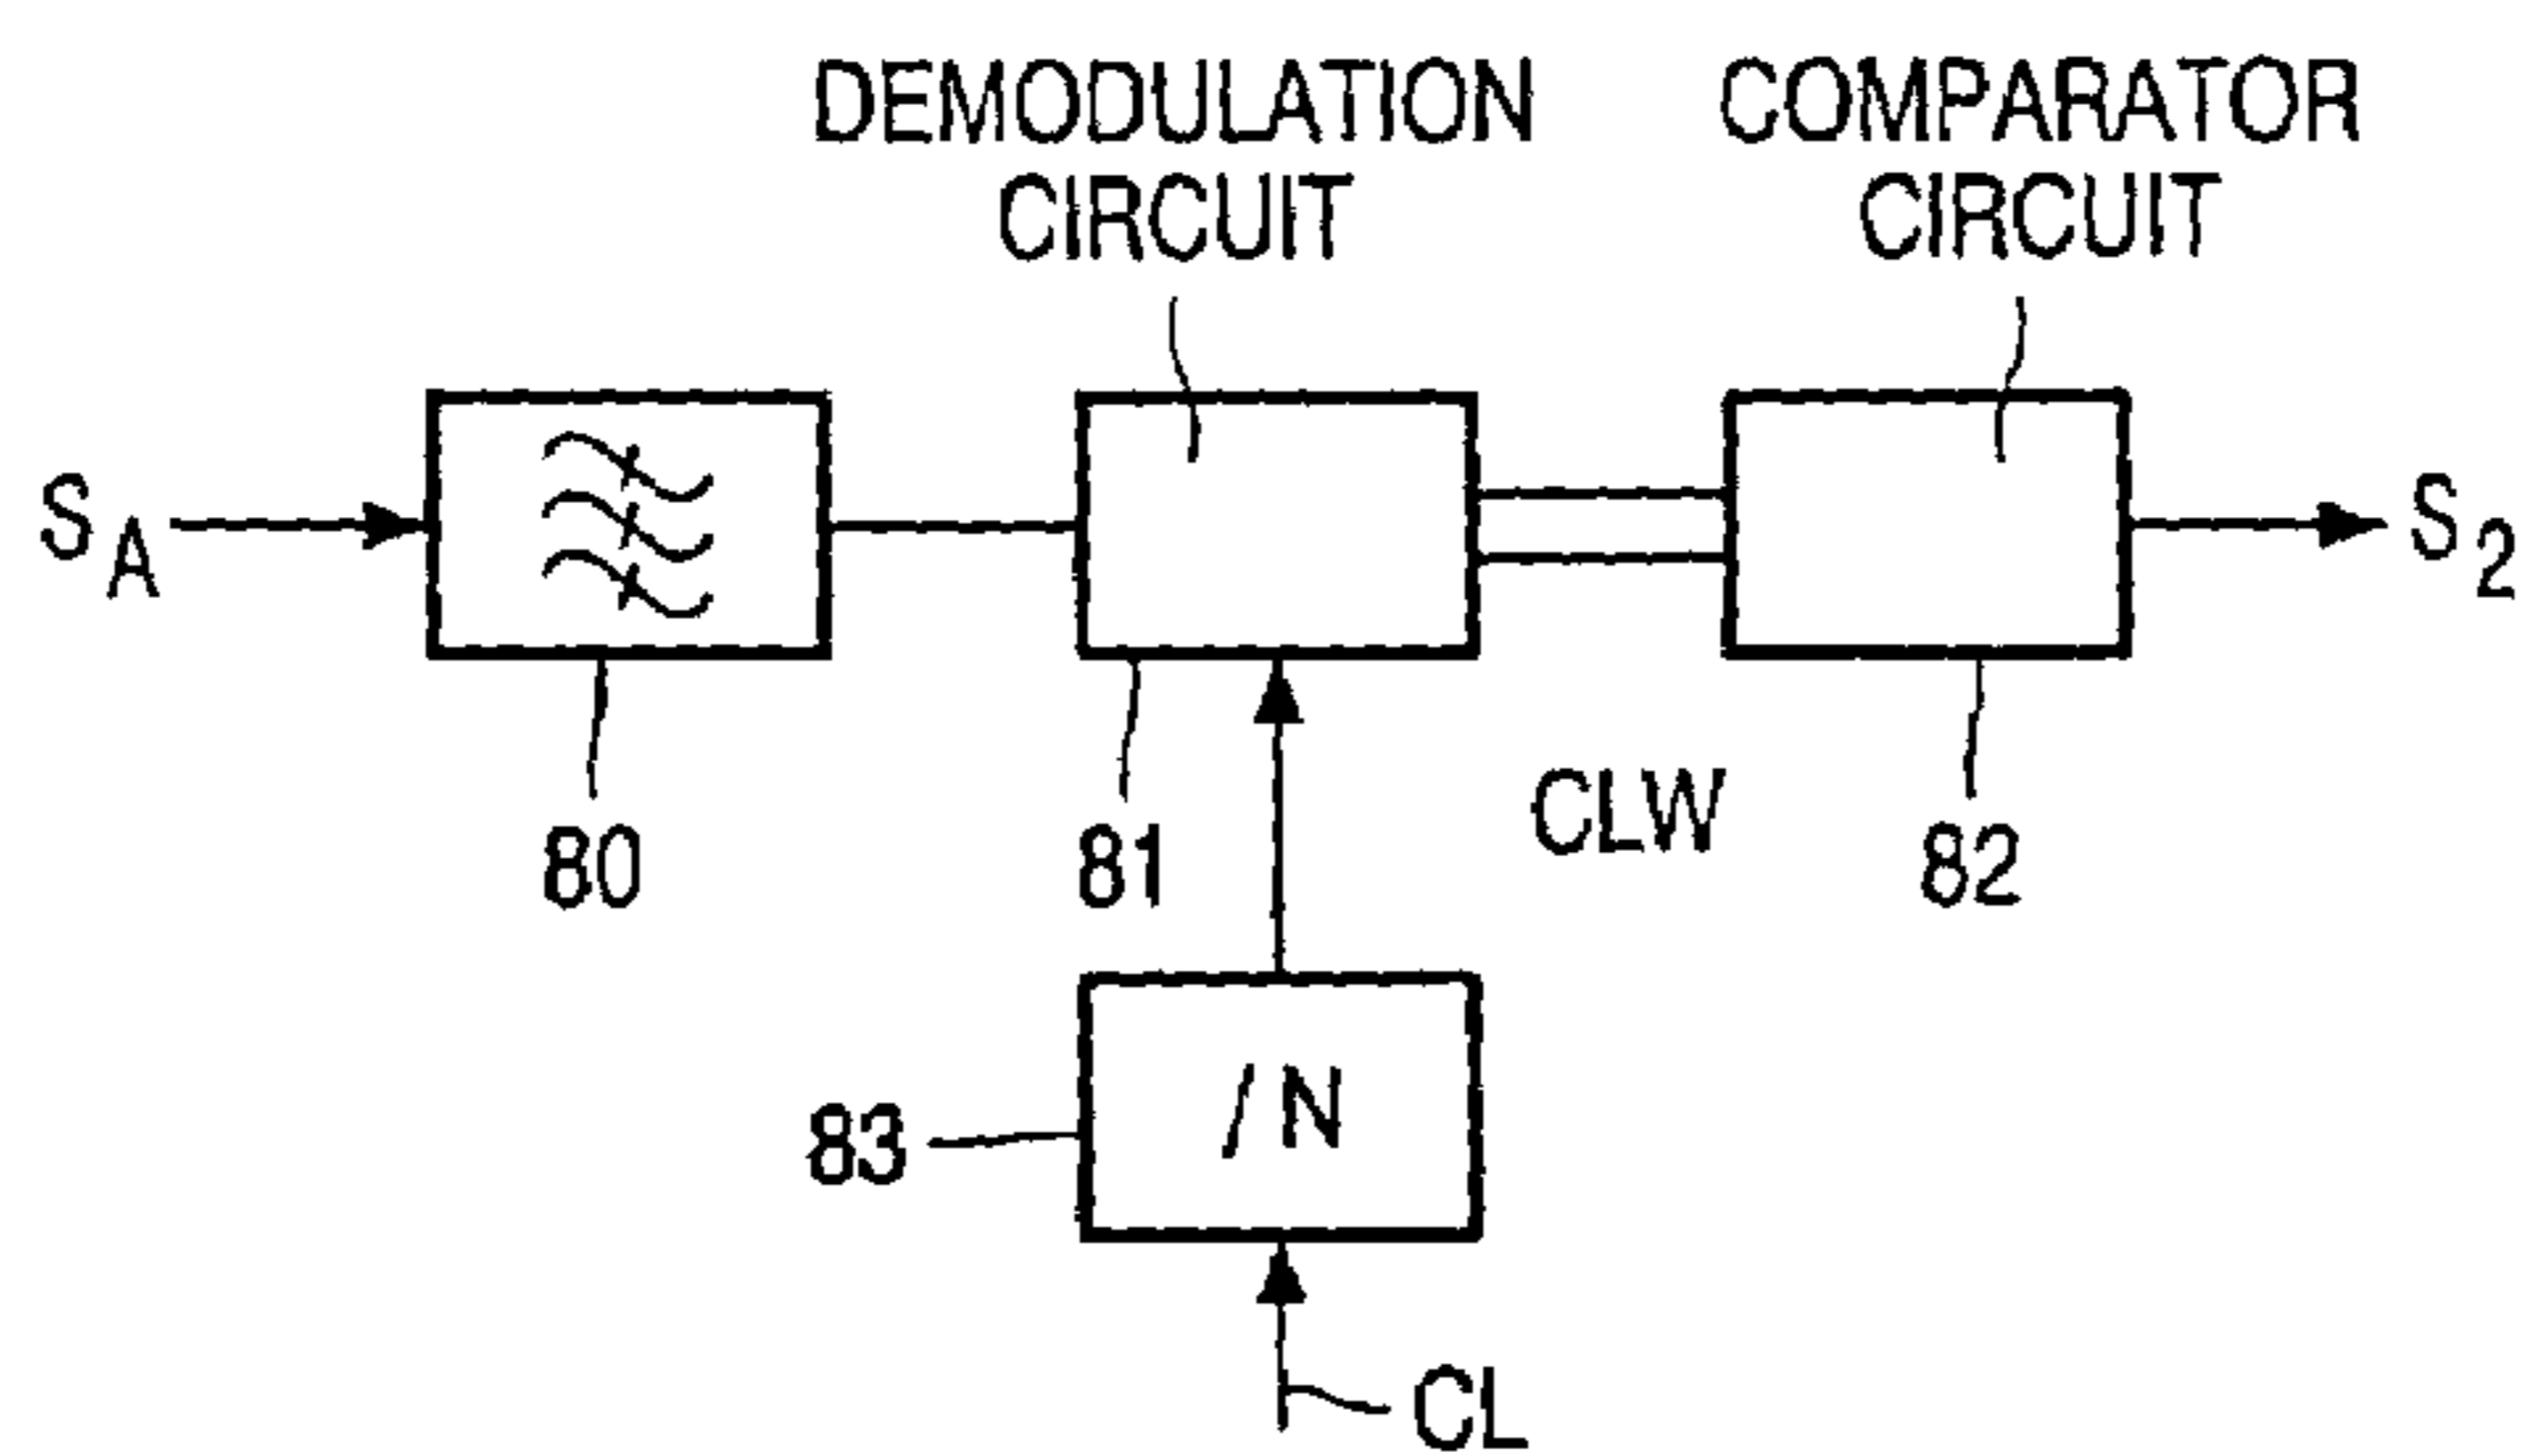 DEMODULATION
CIRCUIT
COMPARATOR
CIRCUIT
SA
S2
80
81
CLW
82
83
/N
CL